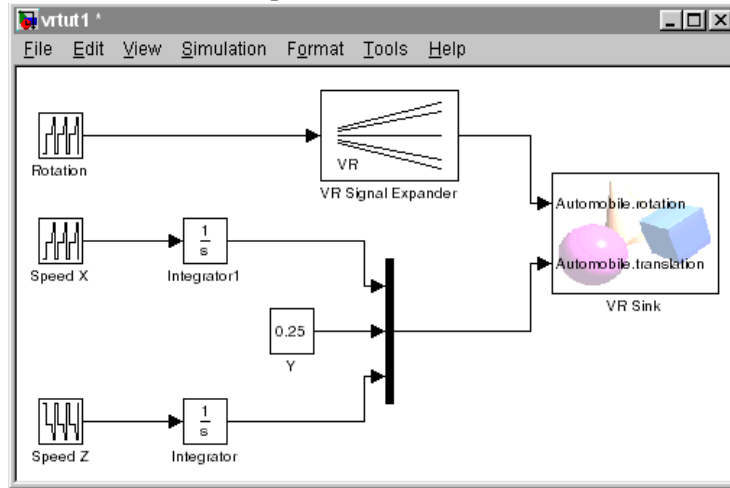 vrtut1 *
File Edit View Simulation Format Tools Help
Rotation
VR
VR Signal Expander
Automobile.rotation
Automobile.translation
VR Sink
Speed X
1
s
Integrator1
0.25
Y
Speed Z
1
s
Integrator